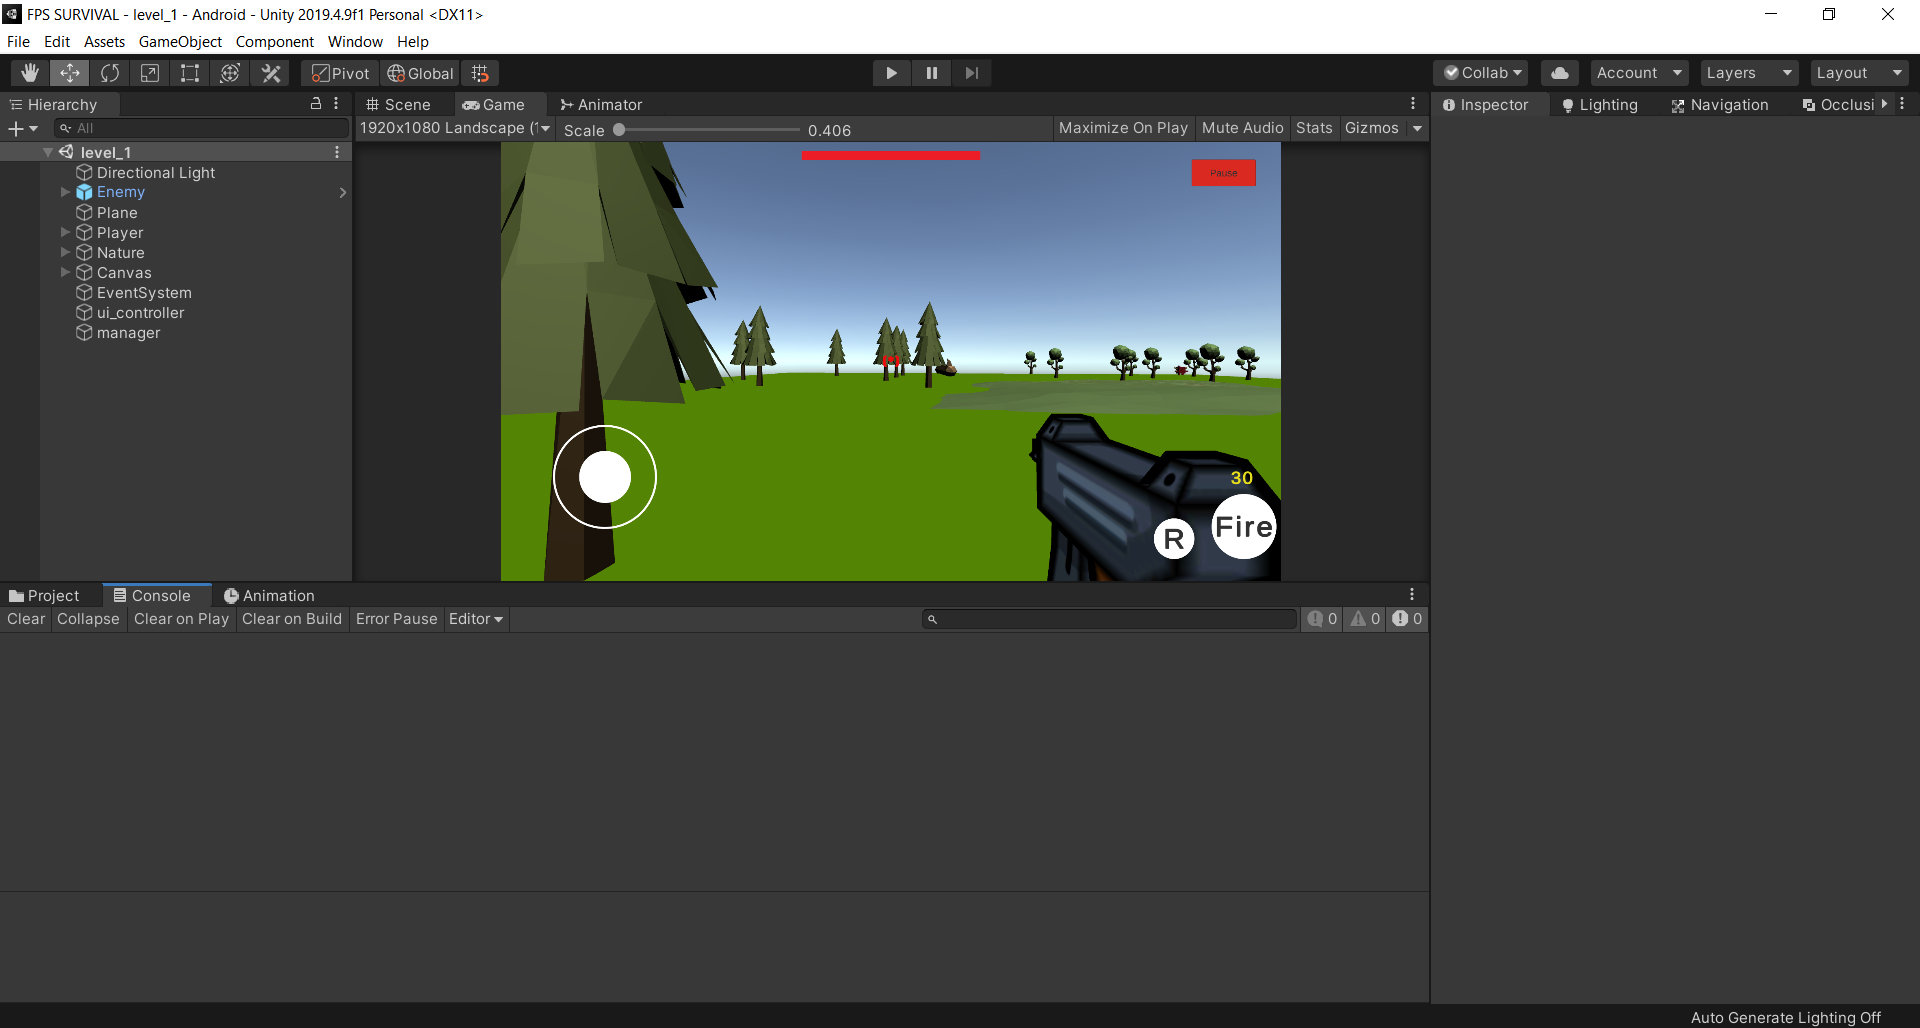 FPS SURVIVAL - level_1 - Android - Unity 2019.4.9f1 Personal <DX11>
File Edit Assets GameObject Component Window Help
Pivot Global Collab Account Layers Layout
Hierarchy Scene Game Animator Inspector Lighting Navigation Occlusi
All 1920x1080 Landscape (1 Scale 0.406 Maximize On Play Mute Audio Stats Gizmos
level_1
Directional Light
Enemy
Plane
Player
Nature
Canvas
EventSystem
ui_controller
manager
Pause
30
R Fire
Project Console Animation
Clear Collapse Clear on Play Clear on Build Error Pause Editor 0 0 0
Auto Generate Lighting Off